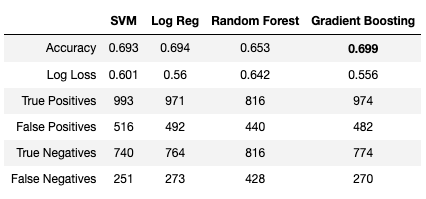 SVM Log Reg Random Forest Gradient Boosting
Accuracy 0.693 0.694 0.653 0.699
Log Loss 0.601 0.56 0.642 0.556
True Positives 993 971 816 974
False Positives 516 492 440 482
True Negatives 740 764 816 774
False Negatives 251 273 428 270